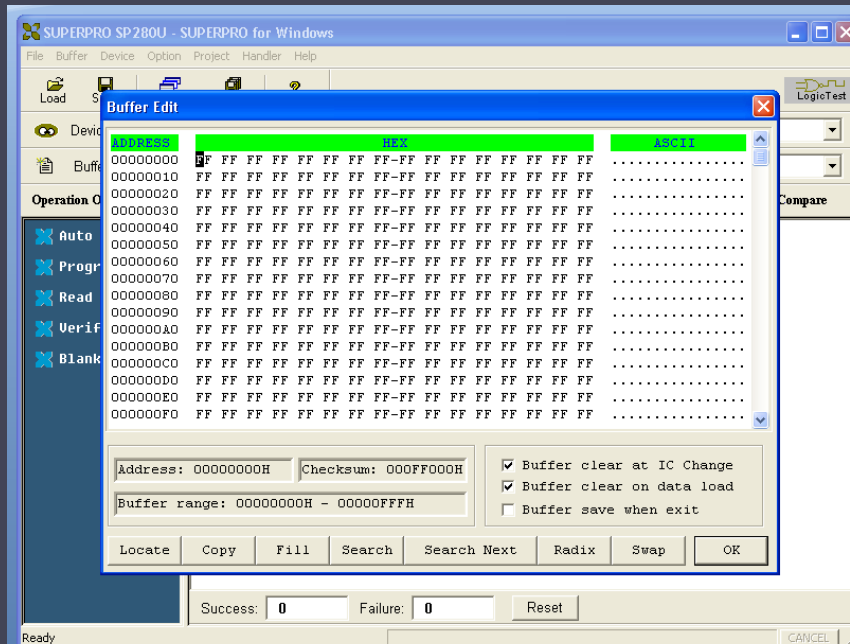 SUPERPRO SP280U - SUPERPRO for Windows
File Buffer Device Option Project Handler Help
Load
LogicTest
Buffer Edit
ADDRESS HEX ASCII
00000000 FF FF FF FF FF FF FF FF-FF FF FF FF FF FF FF FF ................
00000010 FF FF FF FF FF FF FF FF-FF FF FF FF FF FF FF FF ................
00000020 FF FF FF FF FF FF FF FF-FF FF FF FF FF FF FF FF ................
00000030 FF FF FF FF FF FF FF FF-FF FF FF FF FF FF FF FF ................
00000040 FF FF FF FF FF FF FF FF-FF FF FF FF FF FF FF FF ................
00000050 FF FF FF FF FF FF FF FF-FF FF FF FF FF FF FF FF ................
00000060 FF FF FF FF FF FF FF FF-FF FF FF FF FF FF FF FF ................
00000070 FF FF FF FF FF FF FF FF-FF FF FF FF FF FF FF FF ................
00000080 FF FF FF FF FF FF FF FF-FF FF FF FF FF FF FF FF ................
00000090 FF FF FF FF FF FF FF FF-FF FF FF FF FF FF FF FF ................
000000A0 FF FF FF FF FF FF FF FF-FF FF FF FF FF FF FF FF ................
000000B0 FF FF FF FF FF FF FF FF-FF FF FF FF FF FF FF FF ................
000000C0 FF FF FF FF FF FF FF FF-FF FF FF FF FF FF FF FF ................
000000D0 FF FF FF FF FF FF FF FF-FF FF FF FF FF FF FF FF ................
000000E0 FF FF FF FF FF FF FF FF-FF FF FF FF FF FF FF FF ................
000000F0 FF FF FF FF FF FF FF FF-FF FF FF FF FF FF FF FF ................
Address: 00000000H Checksum: 000FF000H
Buffer range: 00000000H - 00000FFFH
Buffer clear at IC Change
Buffer clear on data load
Buffer save when exit
Locate Copy Fill Search Search Next Radix Swap OK
Devic
Buffe
Operation O
Compare
Auto
Progr
Read
Verif
Blank
Success: 0 Failure: 0 Reset
Ready CANCEL